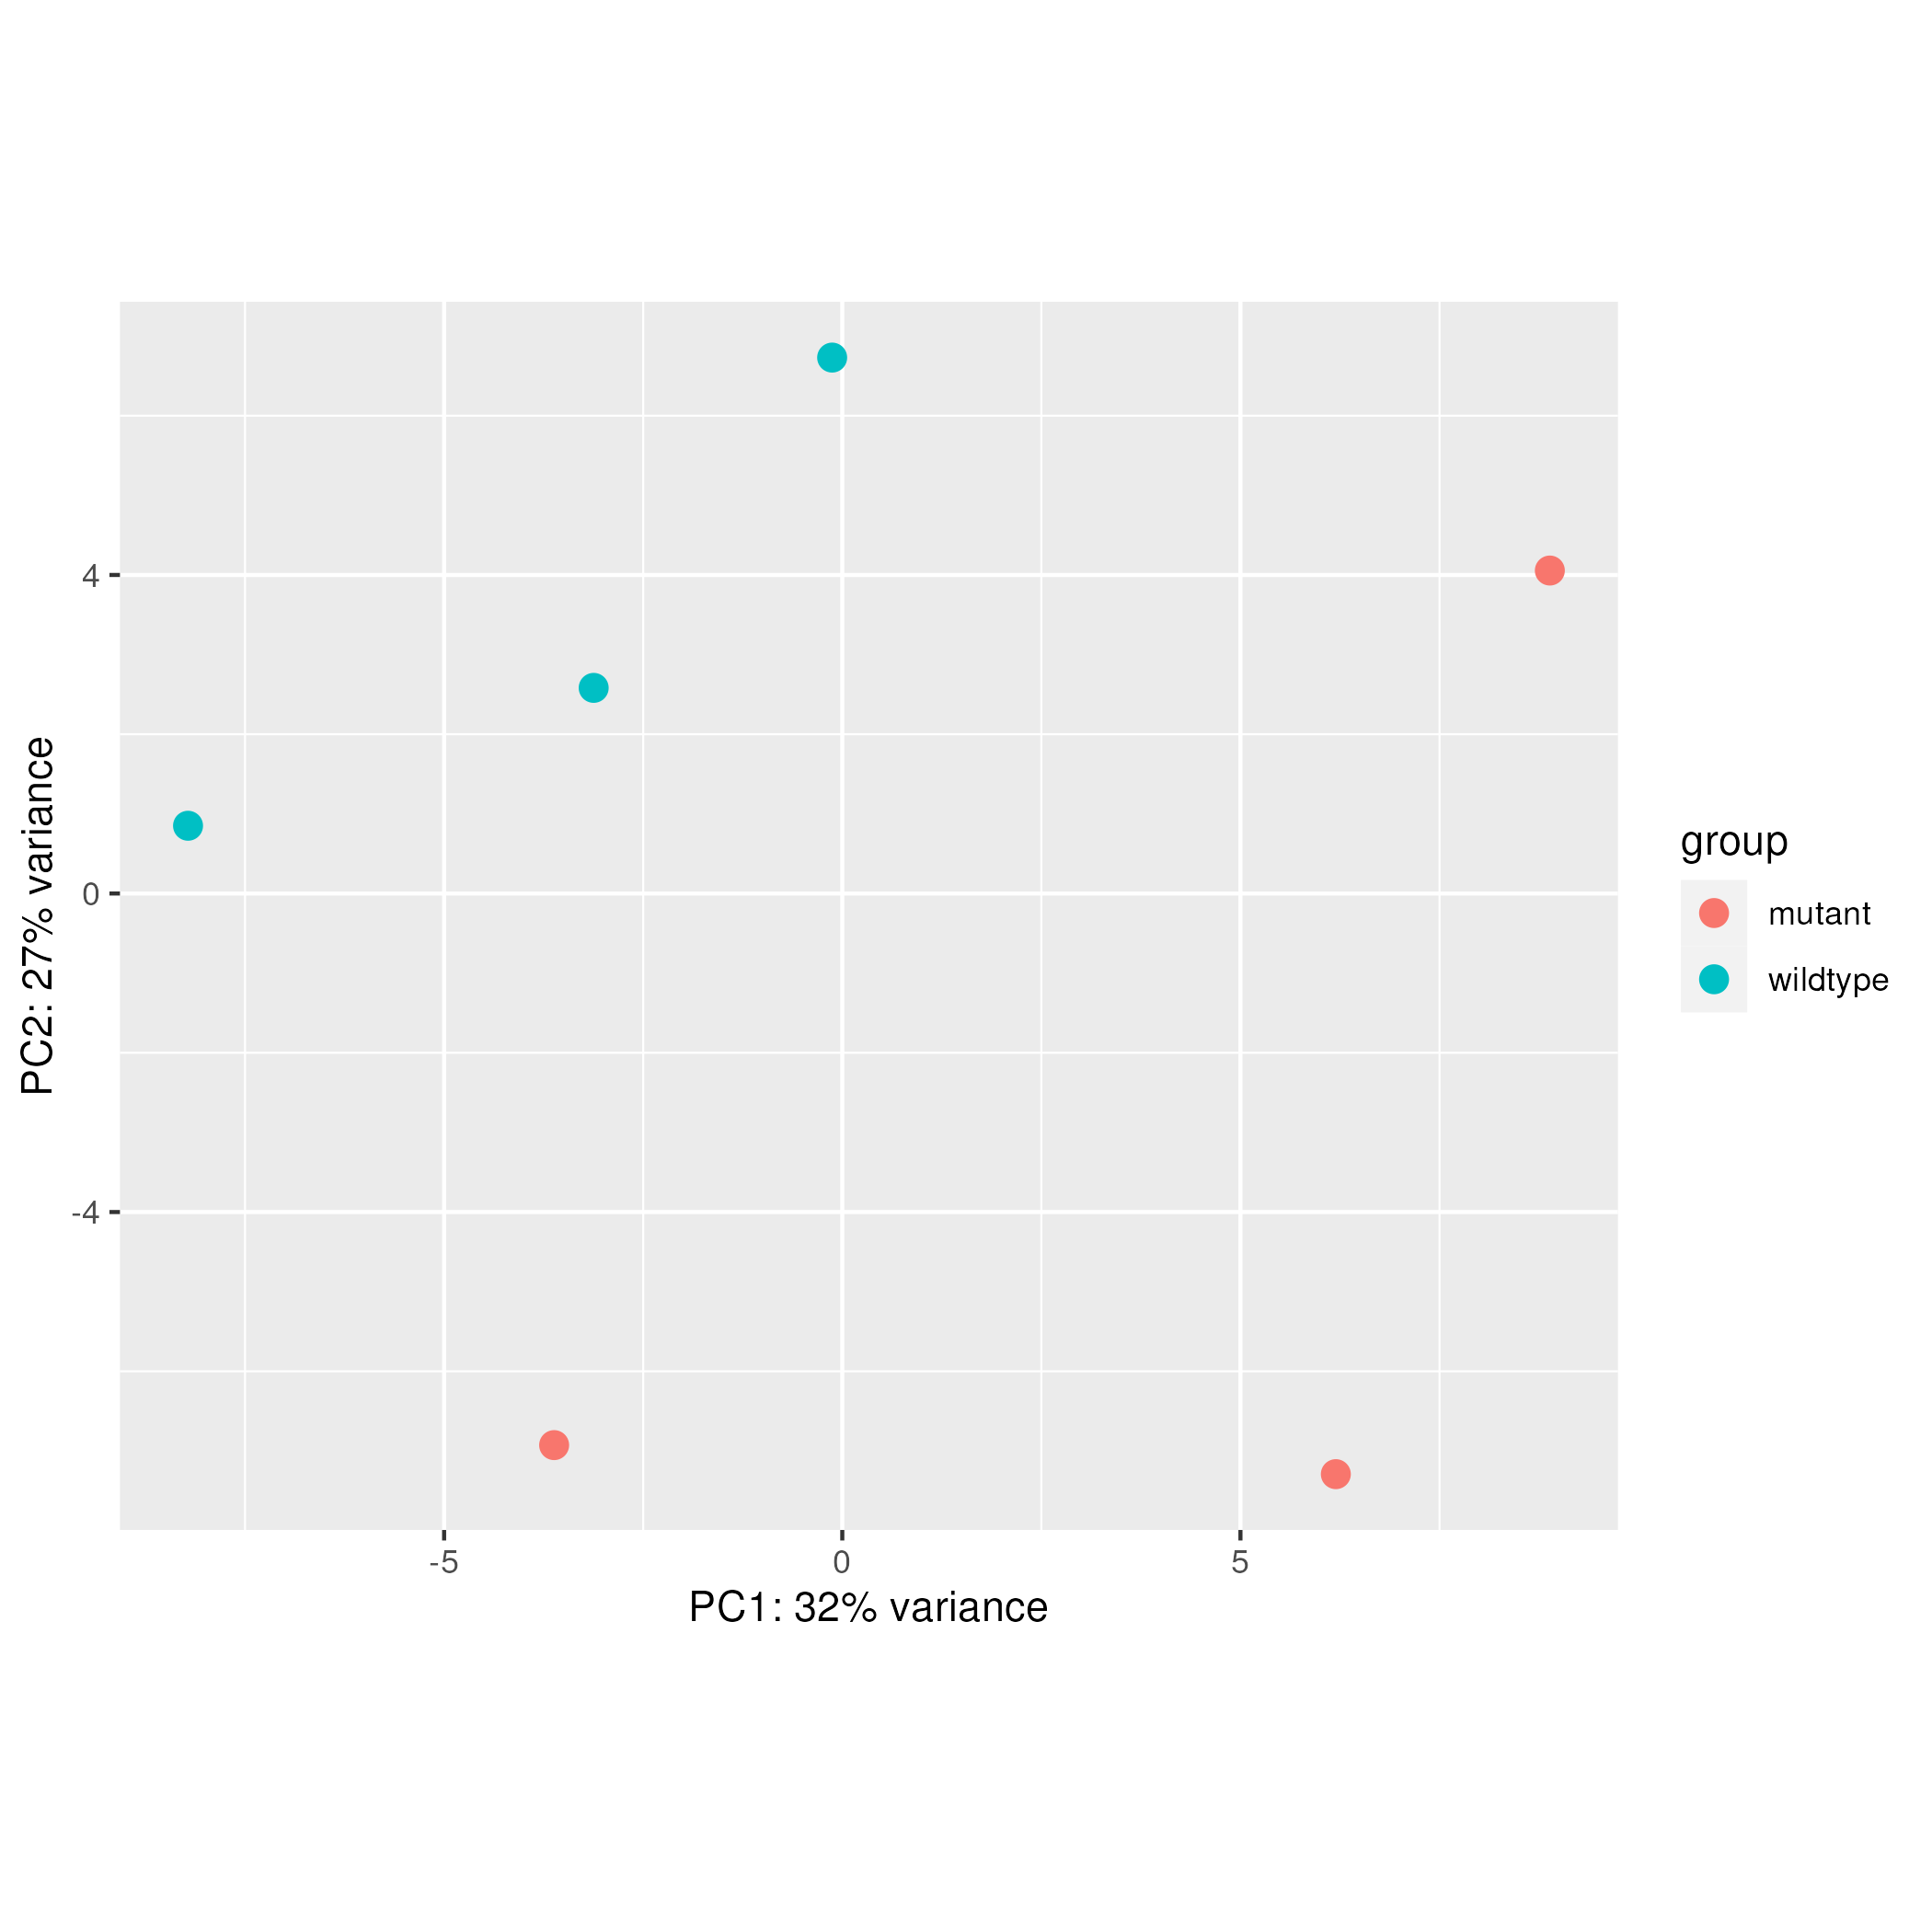 PC2: 27% variance
4
0
-4
-5
0
5
PC1: 32% variance
group
mutant
wildtype